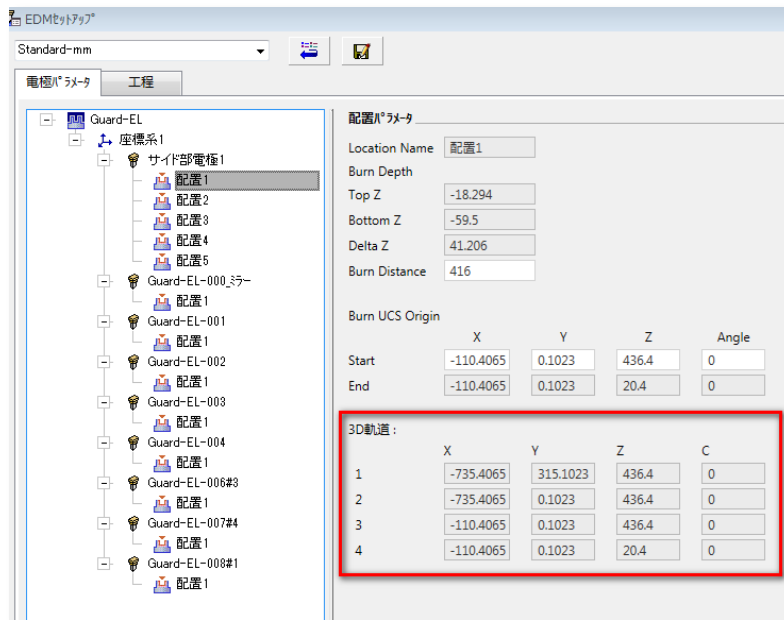 EDMｾｯﾄｱｯﾌﾟ
Standard-mm
電極ﾊﾟﾗﾒｰﾀ
工程
Guard-EL
座標系1
サイド部電極1
配置1
配置2
配置3
配置4
配置5
Guard-EL-000_ﾐﾗｰ
配置1
Guard-EL-001
配置1
Guard-EL-002
配置1
Guard-EL-003
配置1
Guard-EL-004
配置1
Guard-EL-006#3
配置1
Guard-EL-007#4
配置1
Guard-EL-008#1
配置1
配置ﾊﾟﾗﾒｰﾀ
Location Name 配置1
Burn Depth
Top Z -18.294
Bottom Z -59.5
Delta Z 41.206
Burn Distance 416
Burn UCS Origin
X Y Z Angle
Start -110.4065 0.1023 436.4 0
End -110.4065 0.1023 20.4 0
3D軌道 :
X Y Z C
1 -735.4065 315.1023 436.4 0
2 -735.4065 0.1023 436.4 0
3 -110.4065 0.1023 436.4 0
4 -110.4065 0.1023 20.4 0